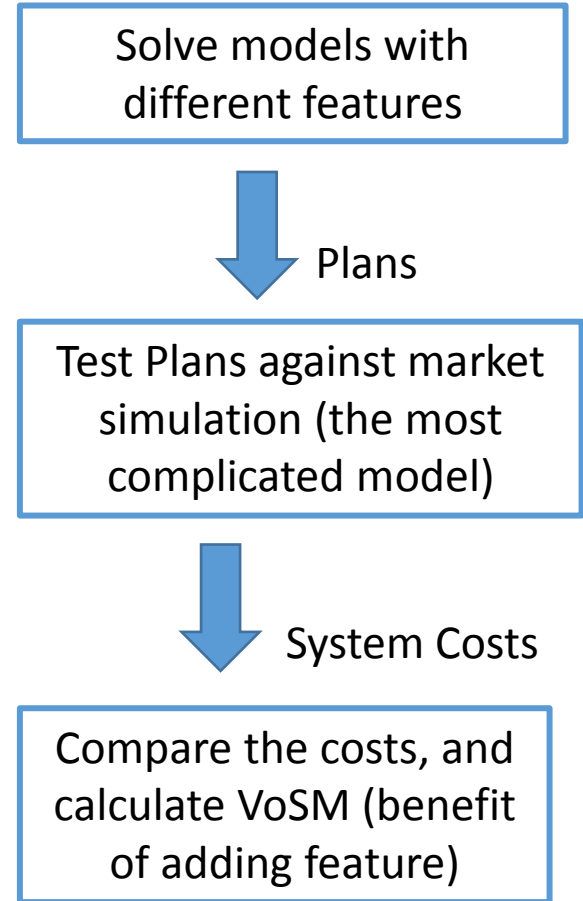 Solve models with
different features
Plans
Test Plans against market
simulation (the most
complicated model)
System Costs
Compare the costs, and
calculate VoSM (benefit
of adding feature)